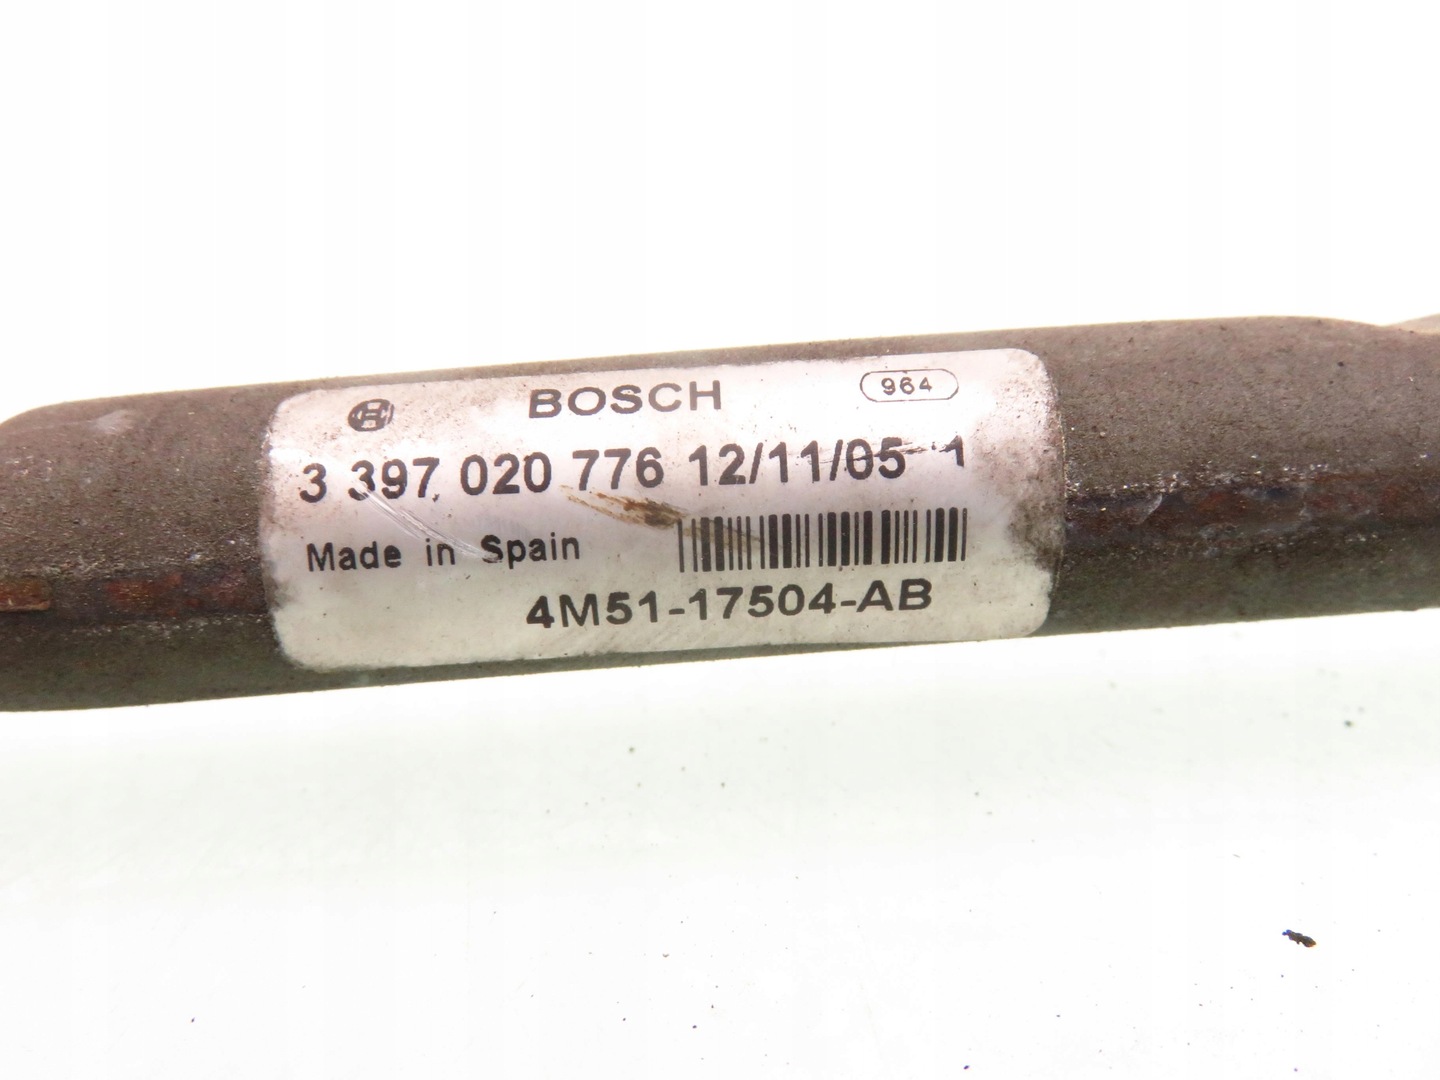 BOSCH 964
3 397 020 776 12/11/05 1
Made in Spain
4M51-17504-AB